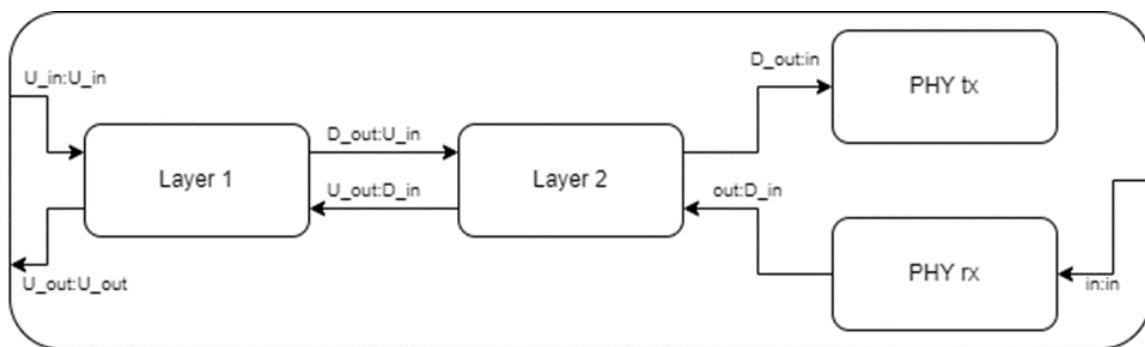 U_in:U_in
D_out:in
PHY tx
D_out:U_in
Layer 1
Layer 2
U_out:D_in
out:D_in
U_out:U_out
PHY rx
in:in